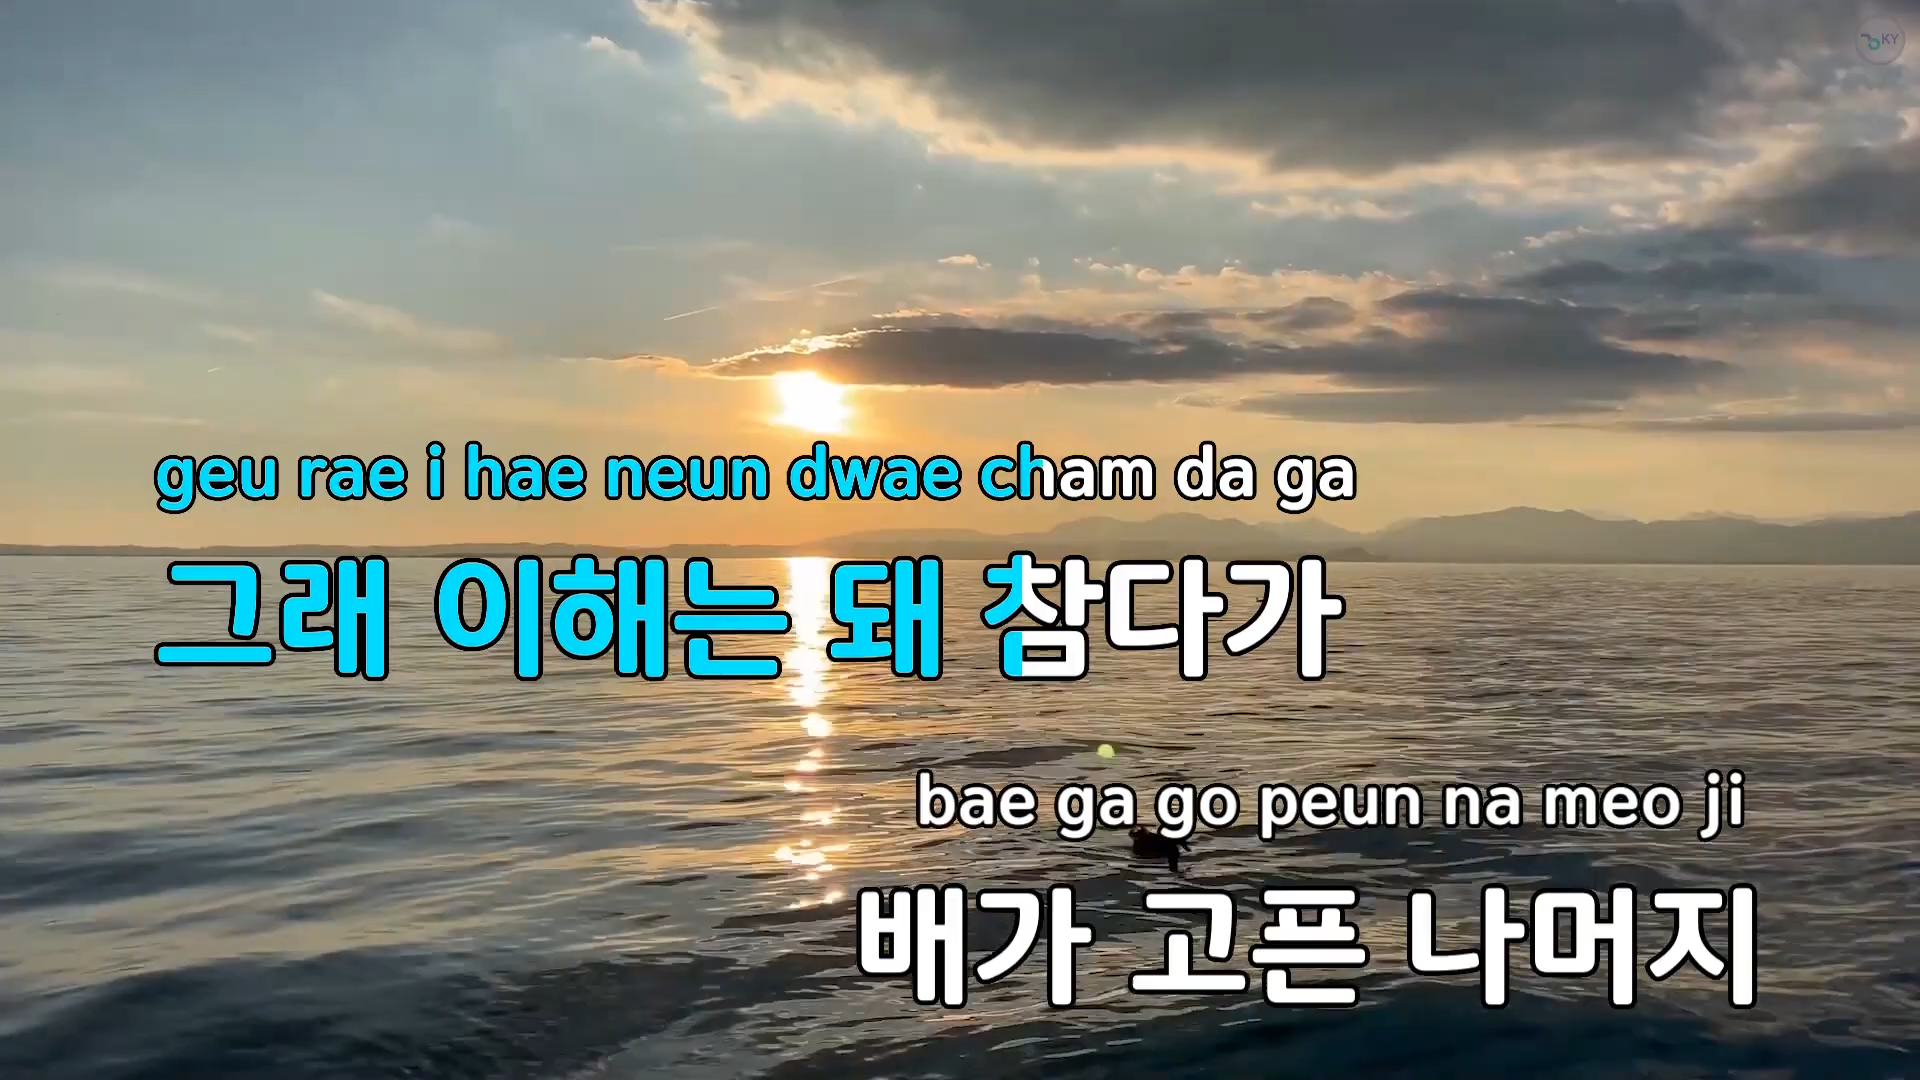 KY
geu rae i hae neun dwae cham da ga
그래 이해는 돼 참다가
bae ga go peun na meo ji
배가 고픈 나머지